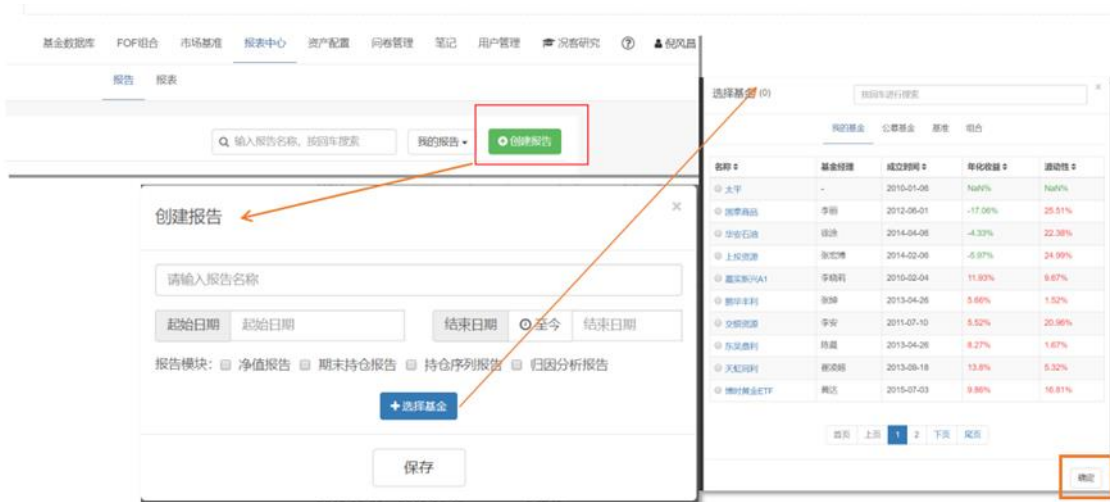 基金数据库 FOF组合 市场基准 报表中心 资产配置 问卷管理 笔记 用户管理 况客研究 倪风昌
报告 报表
输入报告名称，按回车搜索 我的报告 创建报告
创建报告 ×
请输入报告名称
起始日期 起始日期 结束日期 至今 结束日期
报告模块： 净值报告 期末持仓报告 持仓序列报告 归因分析报告
+选择基金
保存
选择基金 (0) 按回车进行搜索 ×
我的基金 公募基金 基准 组合
名称 基金经理 成立时间 年化收益 波动性
太平 - 2010-01-06 NaN% NaN%
国泰商品 李丽 2012-06-01 -17.06% 25.51%
华安石油 2014-04-06 -4.33% 22.38%
上投资源 张宏博 2014-02-06 -5.97% 24.99%
嘉实新兴A1 李晓莉 2010-02-04 11.93% 9.67%
鹏华丰利 2013-04-26 5.66% 1.52%
交银资源 李安 2011-07-10 5.52% 20.96%
东吴鼎利 陈晨 2013-04-26 8.27% 1.67%
天虹同利 2013-09-18 13.8% 5.32%
博时黄金ETF 2015-07-03 9.86% 16.81%
首页 上页 1 2 下页 尾页
确定